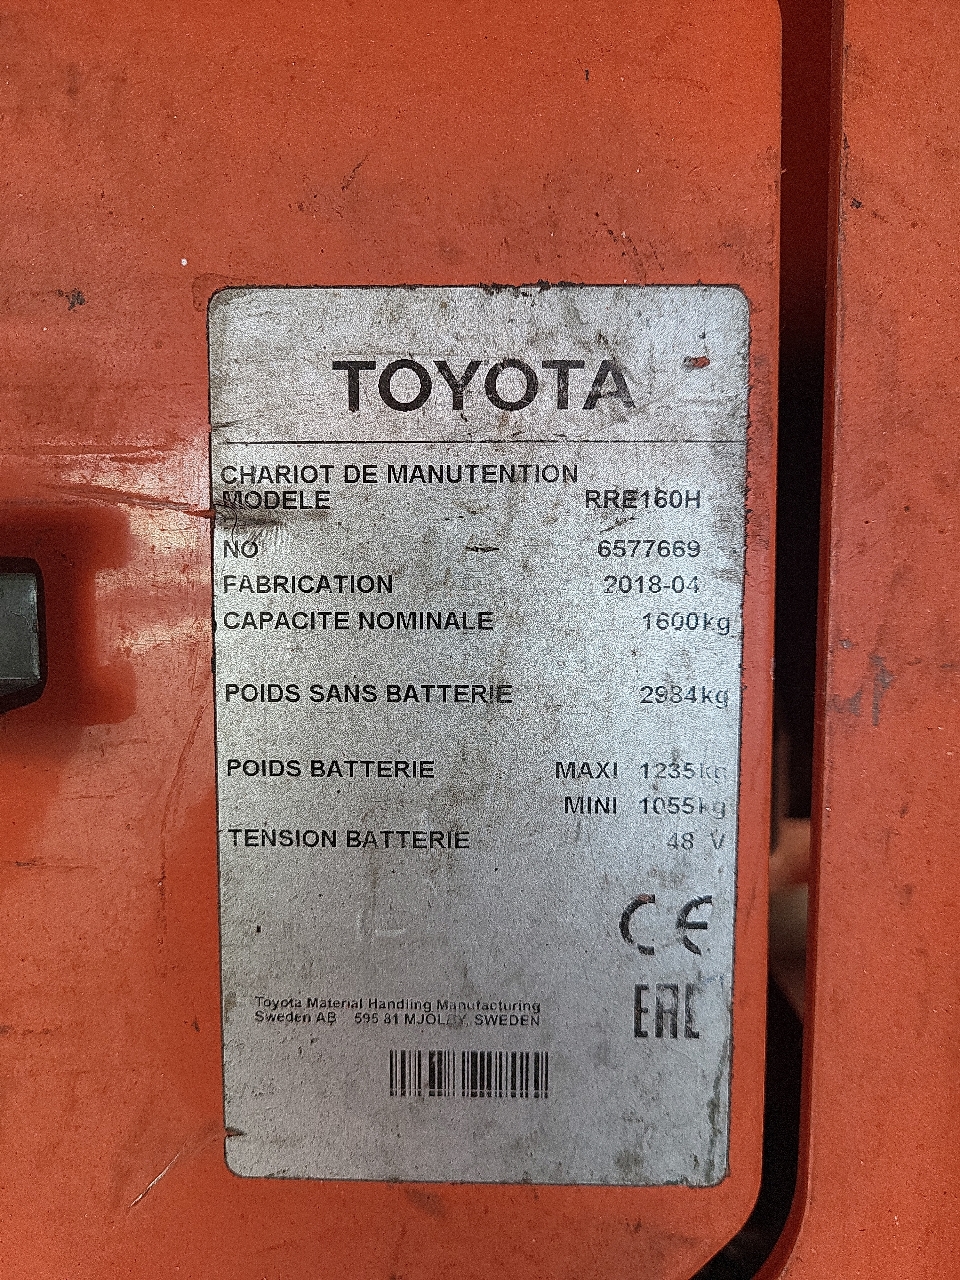 TOYOTA
CHARIOT DE MANUTENTION
MODELE RRE160H
NO 6577669
FABRICATION 2018-04
CAPACITE NOMINALE 1600kg
POIDS SANS BATTERIE 2984kg
POIDS BATTERIE MAXI 1235kg
MINI 1055kg
TENSION BATTERIE 48 V
CE
EAC
Toyota Material Handling Manufacturing
Sweden AB 595 81 MJOLBY, SWEDEN